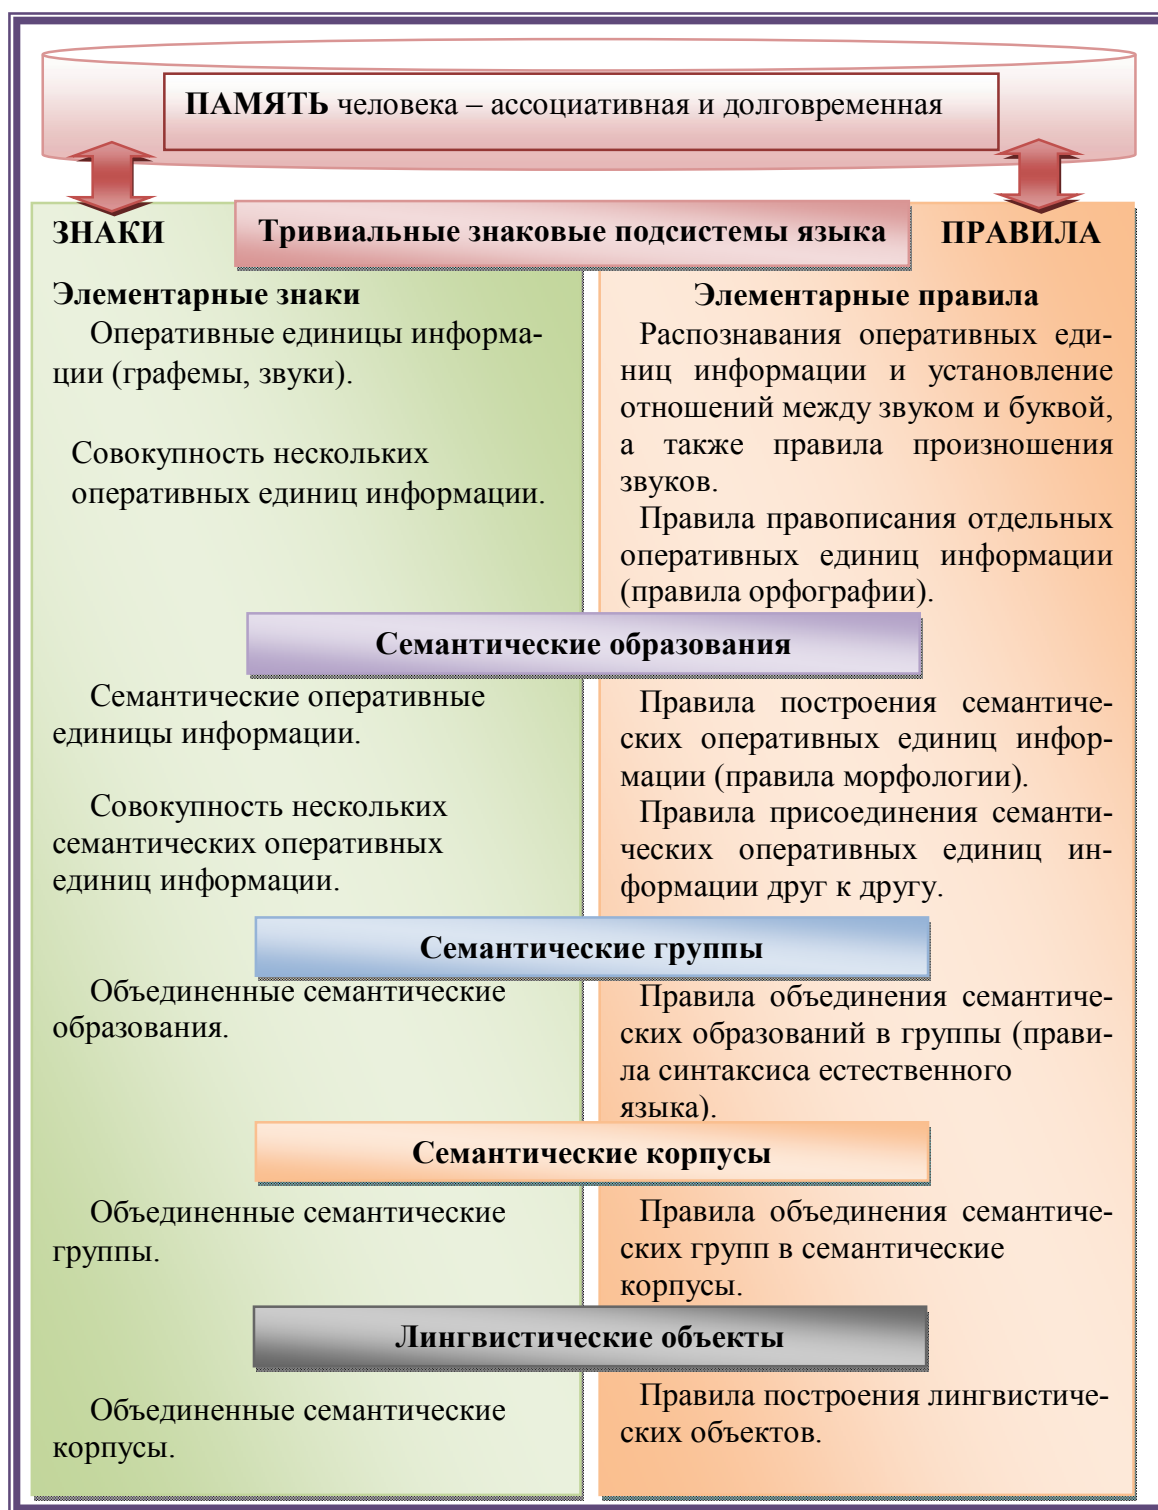 ПАМЯТЬ человека – ассоциативная и долговременная
ЗНАКИ
Тривиальные знаковые подсистемы языка
ПРАВИЛА
Элементарные знаки
Оперативные единицы информа-
ции (графемы, звуки).
Совокупность нескольких
оперативных единиц информации.
Элементарные правила
Распознавания оперативных еди-
ниц информации и установление
отношений между звуком и буквой,
а также правила произношения
звуков.
Правила правописания отдельных
оперативных единиц информации
(правила орфографии).
Семантические образования
Семантические оперативные
единицы информации.
Совокупность нескольких
семантических оперативных
единиц информации.
Правила построения семантиче-
ских оперативных единиц инфор-
мации (правила морфологии).
Правила присоединения семанти-
ческих оперативных единиц ин-
формации друг к другу.
Семантические группы
Объединенные семантические
образования.
Правила объединения семантиче-
ских образований в группы (прави-
ла синтаксиса естественного
языка).
Семантические корпусы
Объединенные семантические
группы.
Правила объединения семантиче-
ских групп в семантические
корпусы.
Лингвистические объекты
Объединенные семантические
корпусы.
Правила построения лингвистиче-
ских объектов.